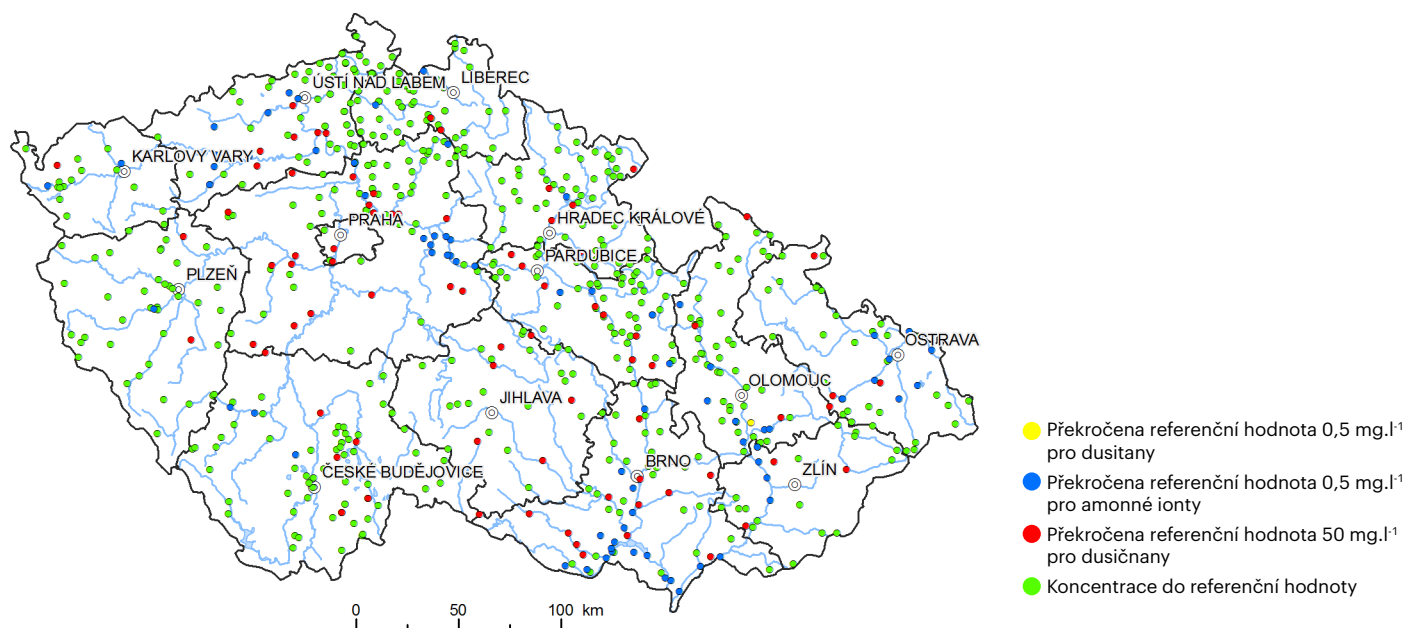 ÚSTÍ NAD LABEM
LIBEREC
KARLOVY VARY
PRAHA
HRADEC KRÁLOVÉ
PARDUBICE
PLZEŇ
OSTRAVA
OLOMOUC
JIHLAVA
ČESKÉ BUDĚJOVICE
BRNO
ZLÍN
Překročena referenční hodnota 0,5 mg.l⁻¹
pro dusitany
Překročena referenční hodnota 0,5 mg.l⁻¹
pro amonné ionty
Překročena referenční hodnota 50 mg.l⁻¹
pro dusičnany
Koncentrace do referenční hodnoty
0 50 100 km